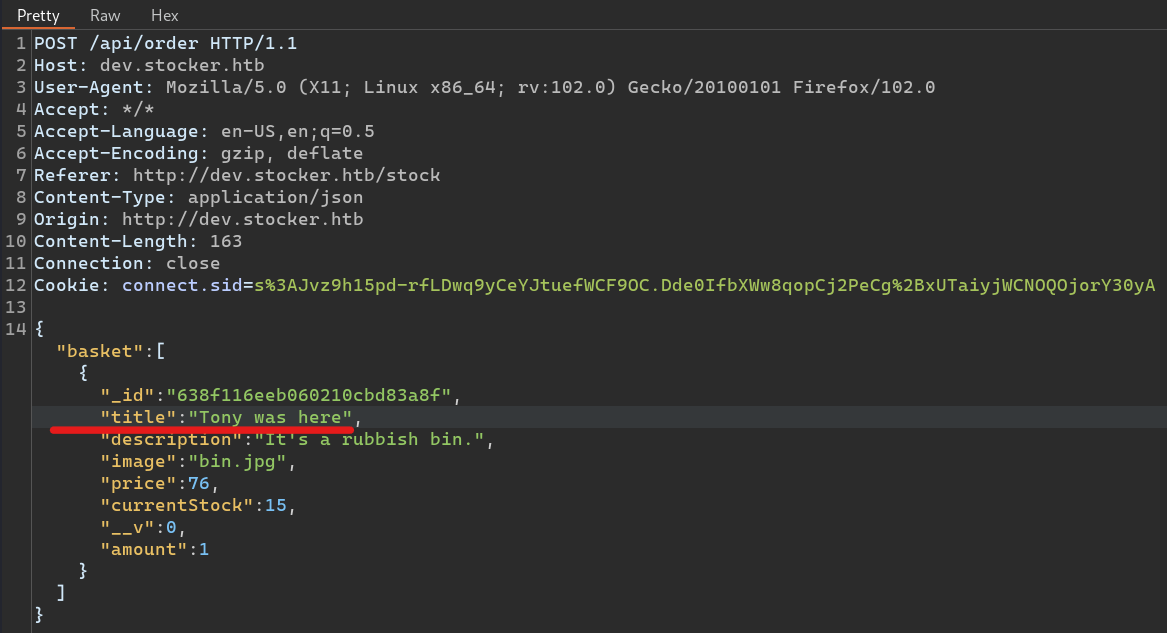 Pretty Raw Hex
1 POST /api/order HTTP/1.1
2 Host: dev.stocker.htb
3 User-Agent: Mozilla/5.0 (X11; Linux x86_64; rv:102.0) Gecko/20100101 Firefox/102.0
4 Accept: */*
5 Accept-Language: en-US,en;q=0.5
6 Accept-Encoding: gzip, deflate
7 Referer: http://dev.stocker.htb/stock
8 Content-Type: application/json
9 Origin: http://dev.stocker.htb
10 Content-Length: 163
11 Connection: close
12 Cookie: connect.sid=s%3AJvz9h15pd-rfLDwq9yCeYJtuefWCF9OC.Dde0IfbXWw8qopCj2PeCg%2BxUTaiyjWCNOQOjorY30yA
13
14 {
"basket":[
{
"_id":"638f116eeb060210cbd83a8f",
"title":"Tony was here",
"description":"It's a rubbish bin.",
"image":"bin.jpg",
"price":76,
"currentStock":15,
"__v":0,
"amount":1
}
]
}